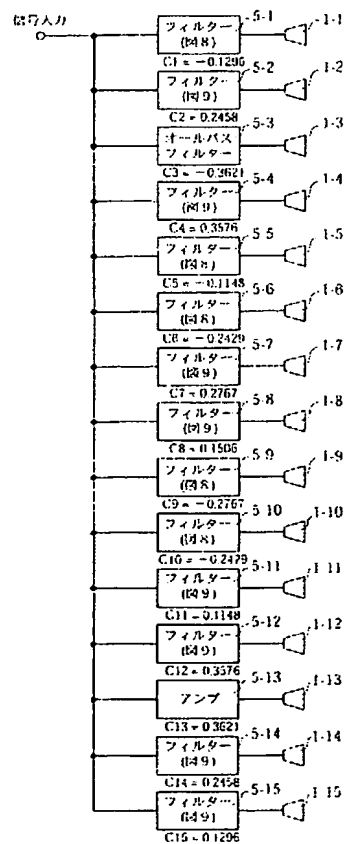 信号入力
フィルター
(図8)
5-1
1-1
C1 = -0.1296
フィルター
(図9)
5-2
1-2
C2 = 0.2458
オールパス
フィルター
5-3
1-3
C3 = -0.3621
フィルター
(図9)
5-4
1-4
C4 = 0.3576
フィルター
(図8)
5-5
1-5
C5 = -0.1148
フィルター
(図8)
5-6
1-6
C6 = -0.2429
フィルター
(図9)
5-7
1-7
C7 = 0.2767
フィルター
(図9)
5-8
1-8
C8 = 0.1506
フィルター
(図8)
5-9
1-9
C9 = -0.2767
フィルター
(図8)
5-10
1-10
C10 = -0.2429
フィルター
(図9)
5-11
1-11
C11 = 0.1148
フィルター
(図9)
5-12
1-12
C12 = 0.3576
アンプ
5-13
1-13
C13 = 0.3621
フィルター
(図9)
5-14
1-14
C14 = 0.2458
フィルター
(図9)
5-15
1-15
C15 = 0.1296